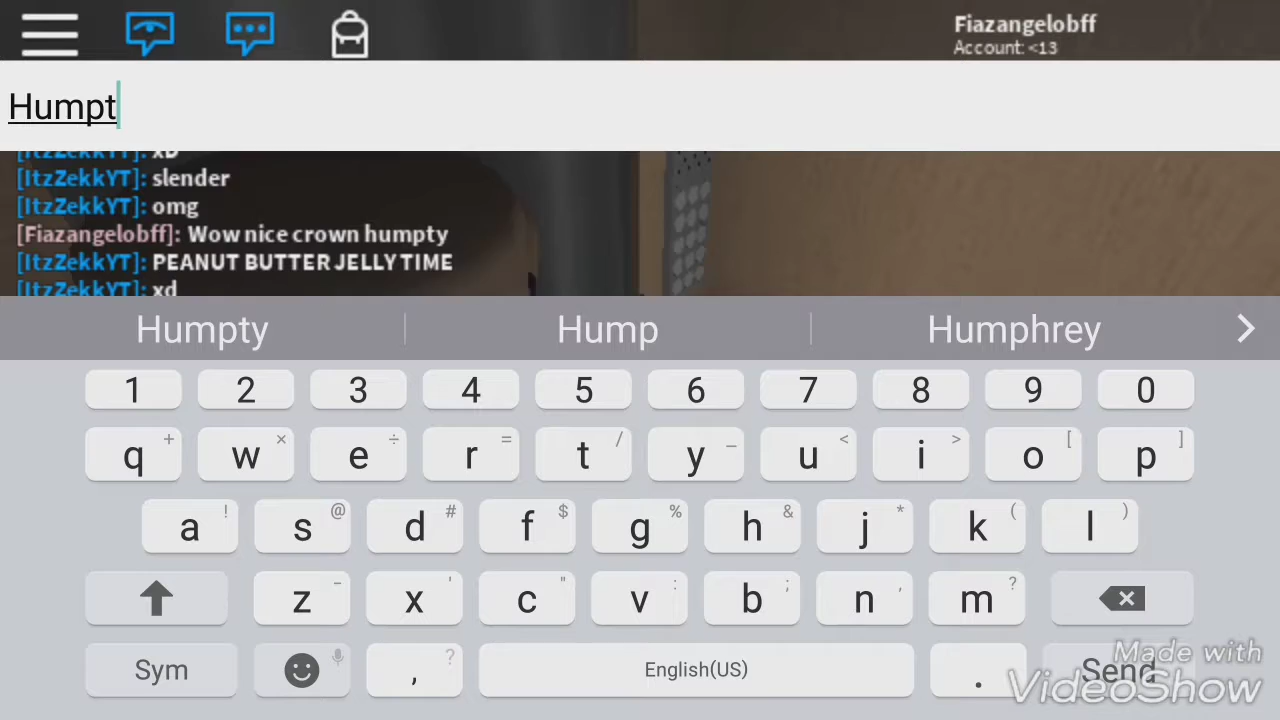 Fiazangelobff
Account: <13
Humpt
[ItzZekkYT]: xD
[ItzZekkYT]: slender
[ItzZekkYT]: omg
[Fiazangelobff]: Wow nice crown humpty
[ItzZekkYT]: PEANUT BUTTER JELLY TIME
[ItzZekkYT]: xd
Humpty Hump Humphrey
1 2 3 4 5 6 7 8 9 0
q + w × e ÷ r = t / y _ u < i > o [ p ]
a ! s @ d # f $ g % h & j * k ( l )
z - x ' c " v : b ; n , m ?
Sym , ? English(US) . Send
Made with
VideoShow